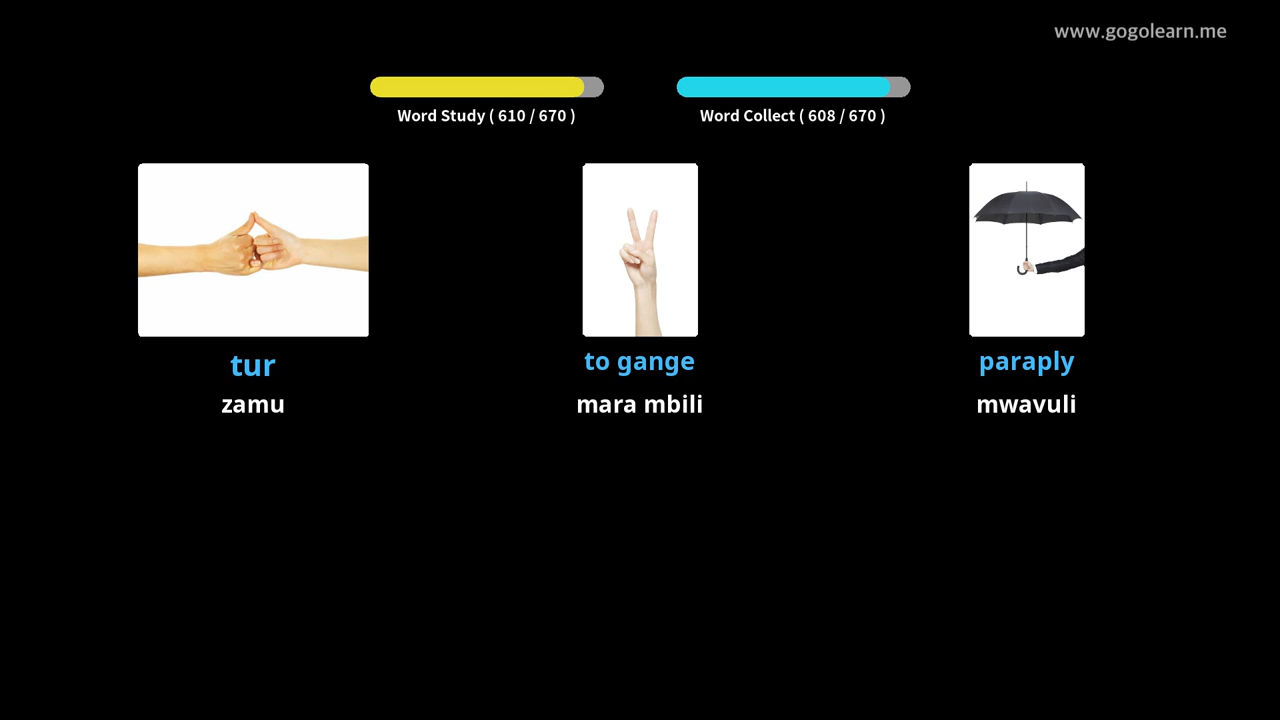 www.gogolearn.me
Word Study ( 610 / 670 )
Word Collect ( 608 / 670 )
tur
zamu
to gange
mara mbili
paraply
mwavuli